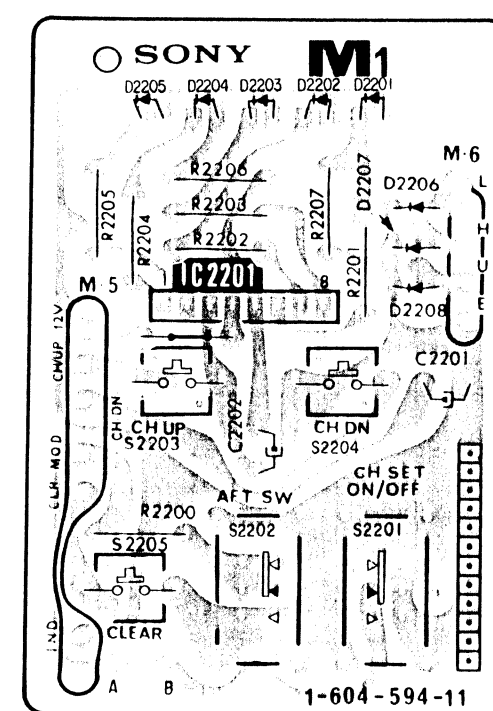 SONY M1
D2205 D2204 D2203 D2202 D2201
M-6
R2206
D2207
D2206
L
R2205
R2204
R2203
R2207
H
R2202
U
IC2201
R2201
M 5
8
E
D2208
CH UP 12V
C2201
CH DN
CH UP
S2203
C2202
CH DN
S2204
CLR MOD
CH SET
ON/OFF
AFT SW
R2200
S2202
S2201
S2205
IND
CLEAR
A B
1-604-594-11